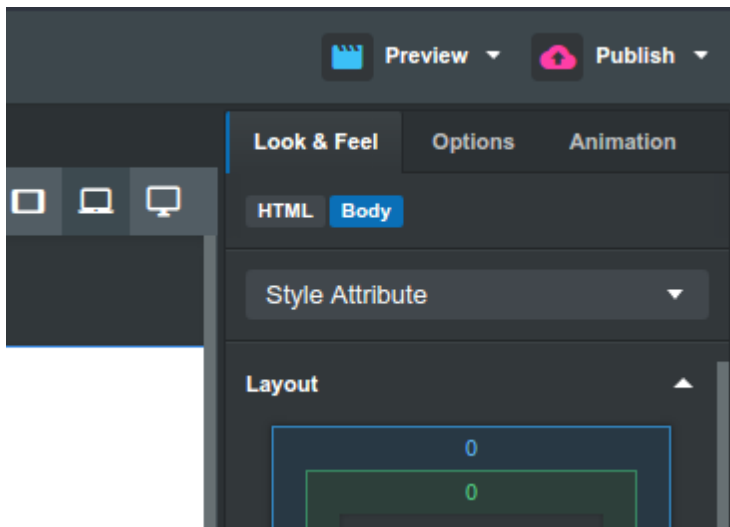 Preview Publish
Look & Feel Options Animation
HTML Body
Style Attribute
Layout
0
0